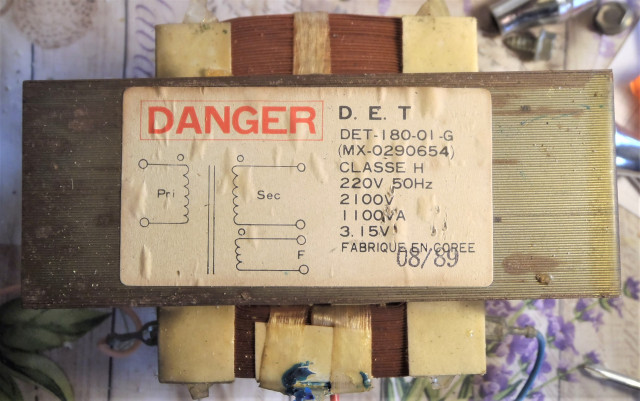 DANGER
D. E. T
DET-180-01-G
(MX-0290654)
CLASSE H
220V 50Hz
2100V
1100VA
3.15V
FABRIQUE EN COREE
08/89
Pri
Sec
F